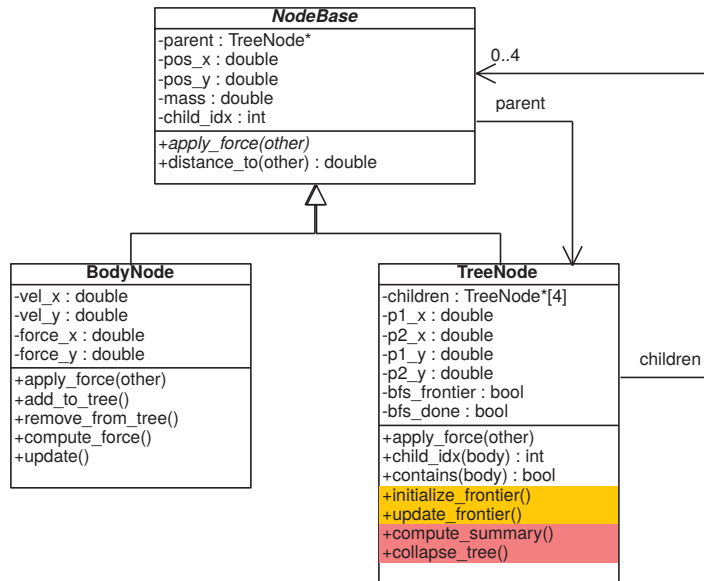 NodeBase
-parent : TreeNode*
-pos_x : double
-pos_y : double
-mass : double
-child_idx : int
+apply_force(other)
+distance_to(other) : double
0..4
parent
BodyNode
-vel_x : double
-vel_y : double
-force_x : double
-force_y : double
+apply_force(other)
+add_to_tree()
+remove_from_tree()
+compute_force()
+update()
TreeNode
-children : TreeNode*[4]
-p1_x : double
-p2_x : double
-p1_y : double
-p2_y : double
-bfs_frontier : bool
-bfs_done : bool
+apply_force(other)
+child_idx(body) : int
+contains(body) : bool
+initialize_frontier()
+update_frontier()
+compute_summary()
+collapse_tree()
children